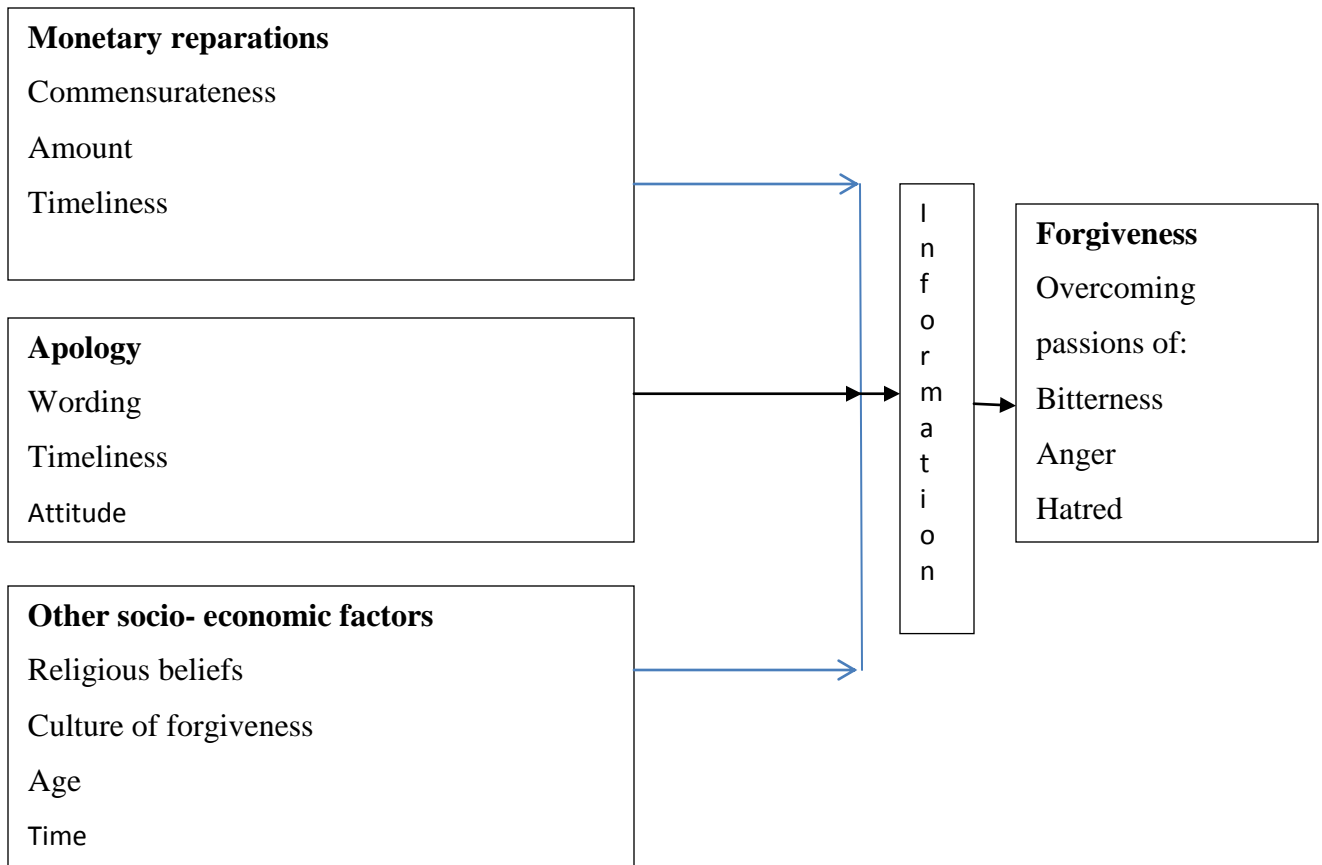 Monetary reparations
Commensurateness
Amount
Timeliness
Apology
Wording
Timeliness
Attitude
Other socio- economic factors
Religious beliefs
Culture of forgiveness
Age
Time
Information
Forgiveness
Overcoming
passions of:
Bitterness
Anger
Hatred